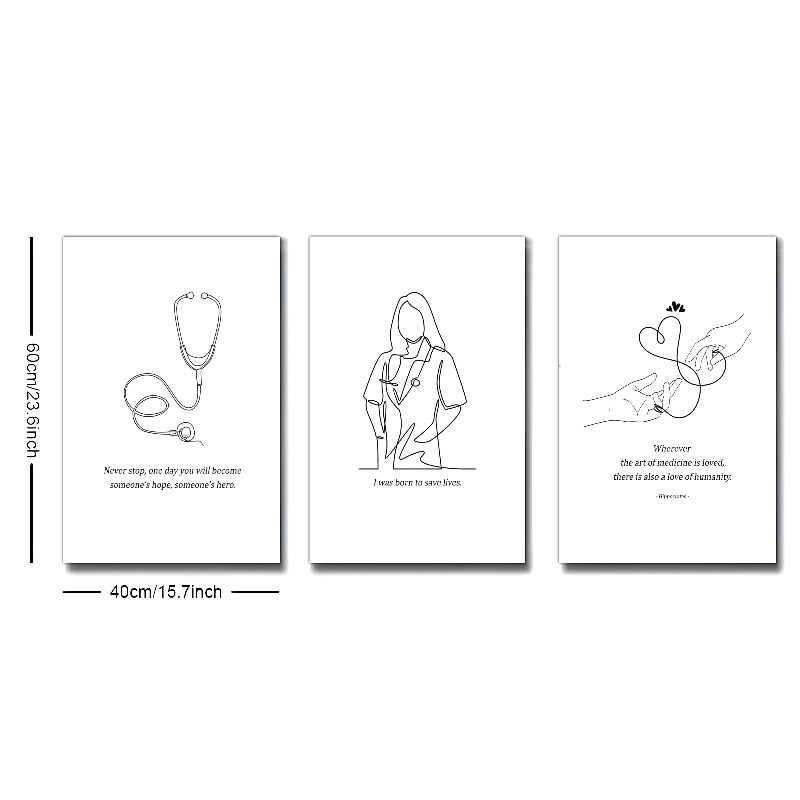 60cm/23.6inch
Never stop, one day you will become
someone's hope, someone's hero.
I was born to save lives.
Wherever
the art of medicine is loved,
there is also a love of humanity.
- Hippocrates -
40cm/15.7inch